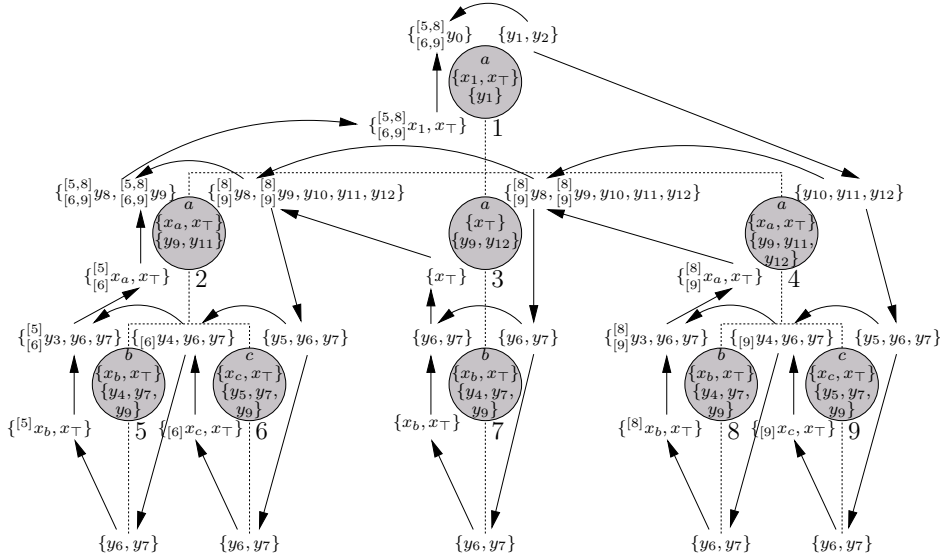 {[5,8][6,9]y0} {y1, y2}
a
{x1, x⊤}
{y1}
1
{[5,8][6,9]x1, x⊤}
{[5,8][6,9]y8, [5,8][6,9]y9} {[8][9]y8, [8][9]y9, y10, y11, y12} {[8][9]y8, [8][9]y9, y10, y11, y12} {y10, y11, y12}
a a a
{xa, x⊤} {x⊤} {xa, x⊤}
{y9, y11} {y9, y12} {y9, y11,
y12}
2 3 4
{[5][6]xa, x⊤} {x⊤} {[8][9]xa, x⊤}
{[5][6]y3, y6, y7} {[6]y4, y6, y7} {y5, y6, y7} {y6, y7} {y6, y7} {[8][9]y3, y6, y7} {[9]y4, y6, y7} {y5, y6, y7}
b c b b c
{xb, x⊤} {xc, x⊤} {xb, x⊤} {xb, x⊤} {xc, x⊤}
{y4, y7, {y5, y7, {y4, y7, {y4, y7, {y5, y7,
y9} y9} y9} y9} y9}
5 6 7 8 9
{[5]xb, x⊤} {[6]xc, x⊤} {xb, x⊤} {[8]xb, x⊤} {[9]xc, x⊤}
{y6, y7} {y6, y7} {y6, y7} {y6, y7} {y6, y7}